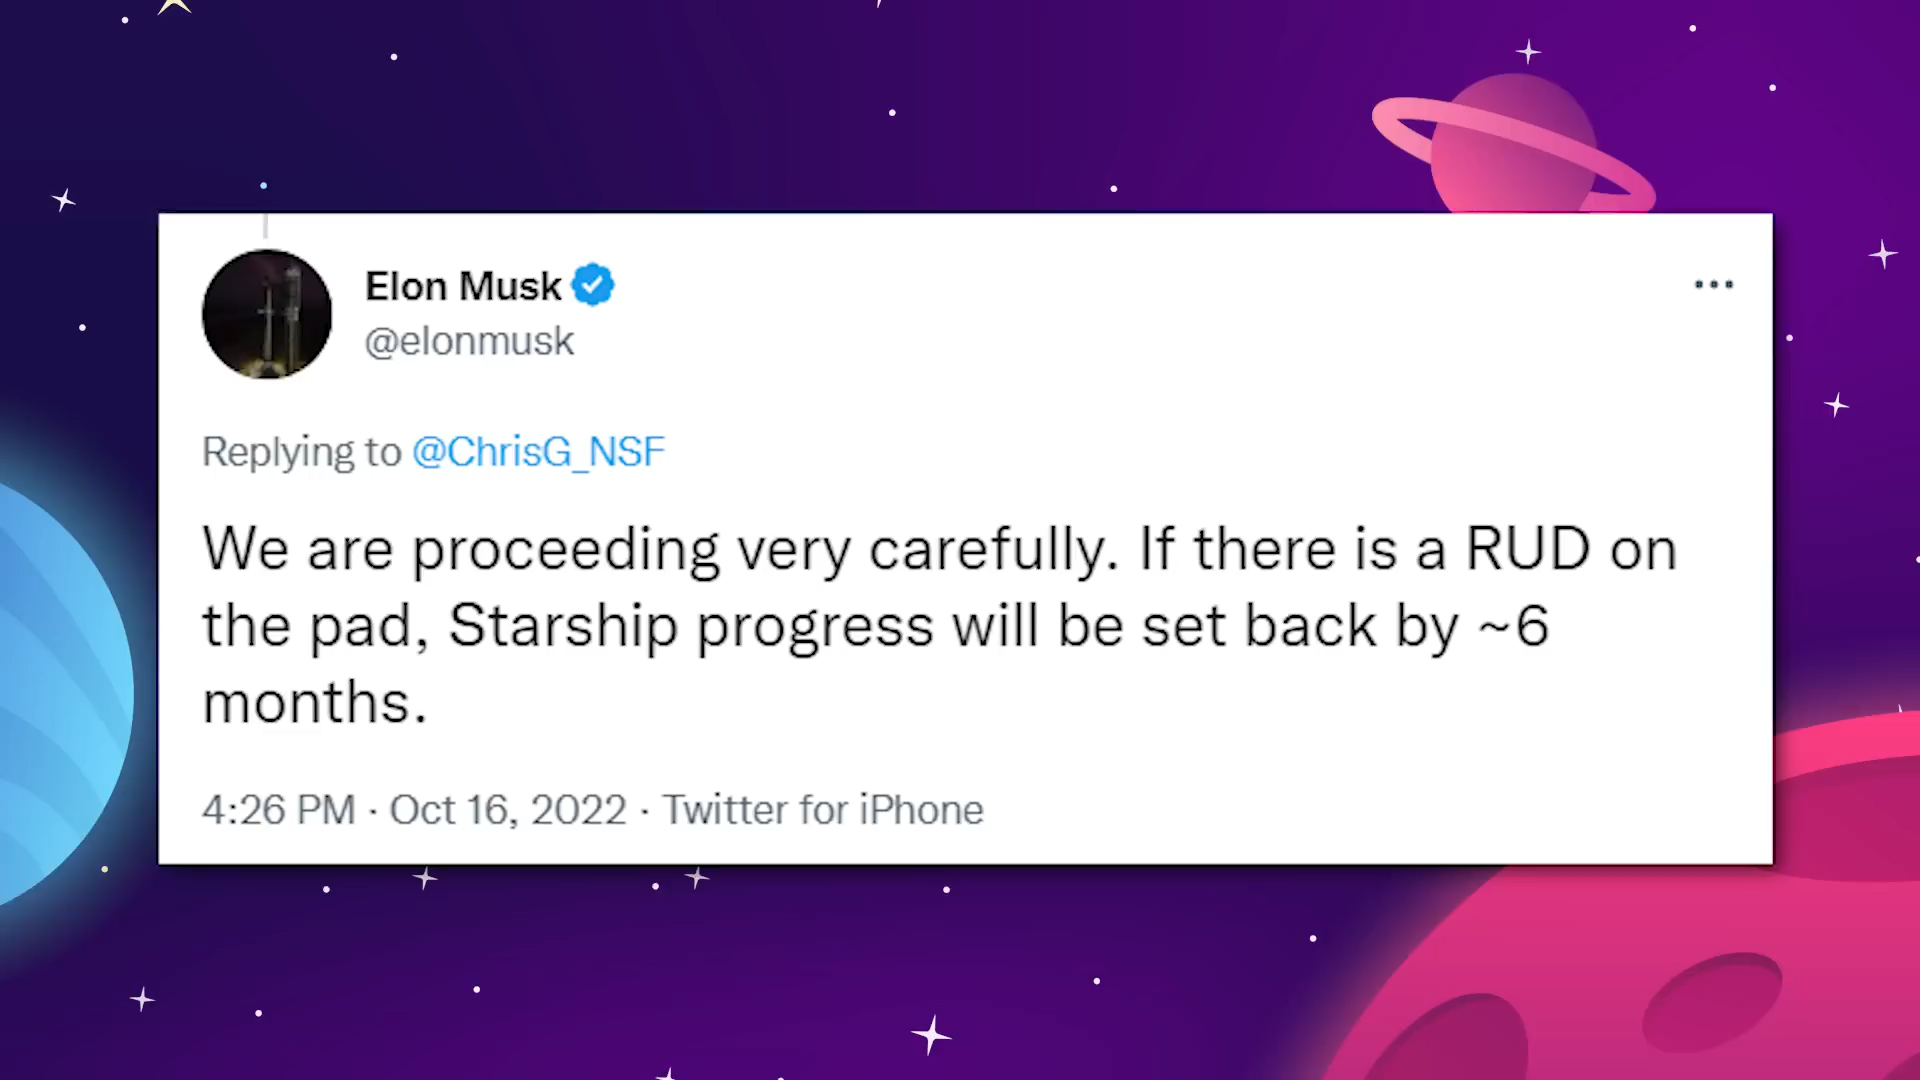 Elon Musk
@elonmusk
Replying to @ChrisG_NSF
We are proceeding very carefully. If there is a RUD on
the pad, Starship progress will be set back by ~6
months.
4:26 PM · Oct 16, 2022 · Twitter for iPhone